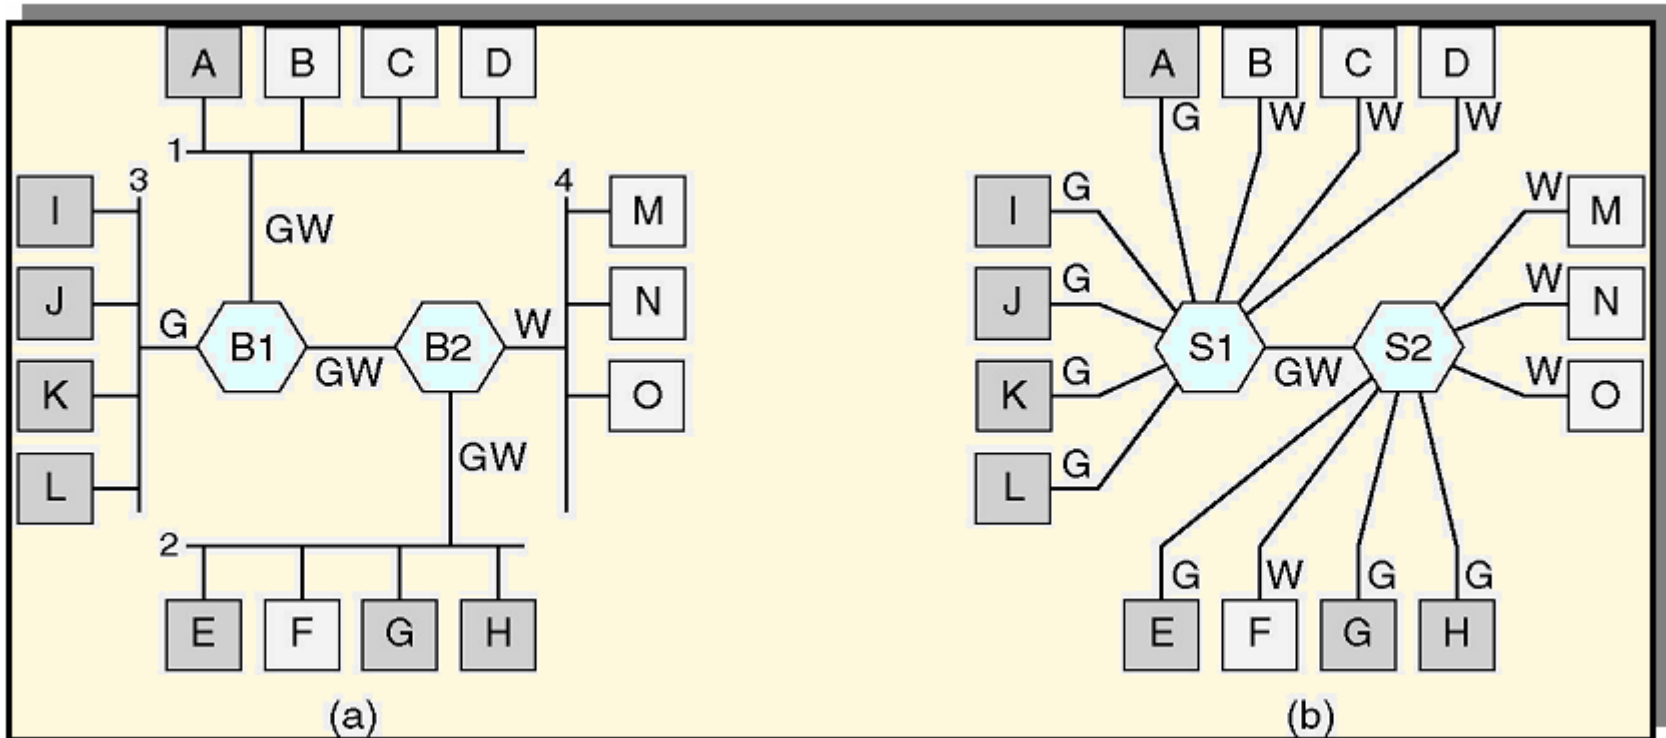 A B C D
1
3
4
I
J
K
L
GW
G
B1
GW
B2
W
GW
M
N
O
2
E F G H
(a)
A B C D
G W W W
I G
J G
K G
L G
S1
GW
S2
W M
W N
W O
G W G G
E F G H
(b)